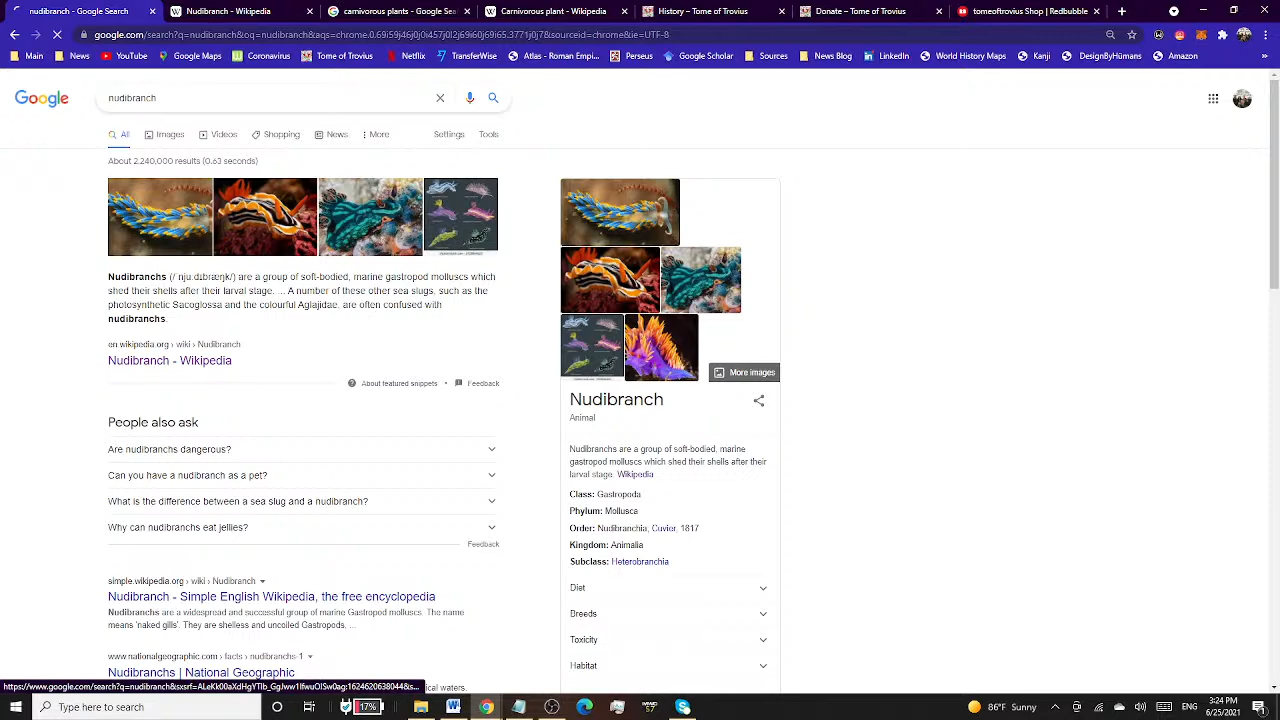 nudibranch - Google Search
Nudibranch - Wikipedia
carnivorous plants - Google Sea
Carnivorous plant - Wikipedia
History – Tome of Trovius
Donate – Tome of Trovius
tomeoftrovius Shop | Redbubble
Main
News
YouTube
Google Maps
Coronavirus
Tome of Trovius
Netflix
TransferWise
Atlas - Roman Empi...
Perseus
Google Scholar
Sources
LinkedIn
World History Maps
Kanji
DesignByHumans
Amazon
Google
nudibranch
All
Images
Videos
Shopping
News
More
Settings
Tools
About 2,240,000 results (0.63 seconds)
Nudibranchs (/ˈnjuːdɪbræŋk/) are a group of soft-bodied, marine gastropod molluscs which
shed their shells after their larval stage. ... A number of these other sea slugs, such as the
photosynthetic Sacoglossa and the colourful Aglajidae, are often confused with
nudibranchs.
en.wikipedia.org › wiki › Nudibranch
Nudibranch - Wikipedia
About featured snippets
•
Feedback
People also ask
Are nudibranchs dangerous?
Can you have a nudibranch as a pet?
What is the difference between a sea slug and a nudibranch?
Why can nudibranchs eat jellies?
Feedback
simple.wikipedia.org › wiki › Nudibranch
Nudibranch - Simple English Wikipedia, the free encyclopedia
Nudibranchs are a widespread and successful group of marine Gastropod molluscs. The name
means 'naked gills'. They are shelless and uncoiled Gastropods, ...
www.nationalgeographic.com › facts › nudibranchs-1
Nudibranchs | National Geographic
ical waters.
More images
Nudibranch
Animal
Nudibranchs are a group of soft-bodied, marine
gastropod molluscs which shed their shells after their
larval stage. Wikipedia
Class: Gastropoda
Phylum: Mollusca
Order: Nudibranchia; Cuvier, 1817
Kingdom: Animalia
Subclass: Heterobranchia
Diet
Breeds
Toxicity
Habitat
Type here to search
17%
86°F Sunny
ENG
3:24 PM
6/25/2021